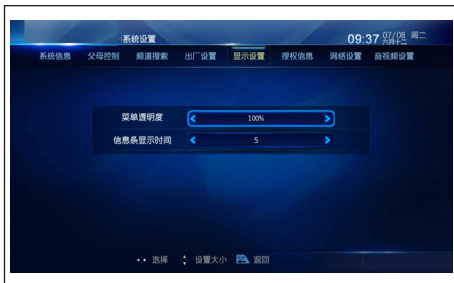 系统设置
09:37 07/08 周二
六月十二
系统信息 父母控制 频道搜索 出厂设置 显示设置 授权信息 网络设置 音视频设置
菜单透明度 100%
信息条显示时间 5
选择 设置大小 返回